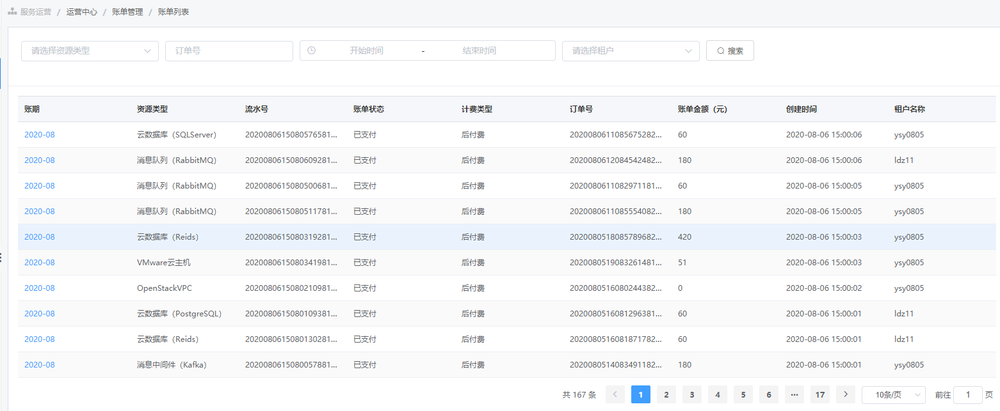 服务运营 / 运营中心 / 账单管理 / 账单列表
请选择资源类型 订单号 开始时间 - 结束时间 请选择租户 搜索
账期 资源类型 流水号 账单状态 计费类型 订单号 账单金额（元） 创建时间 租户名称
2020-08 云数据库（SQLServer） 2020080615080576581... 已支付 后付费 2020080611085675282... 60 2020-08-06 15:00:06 ysy0805
2020-08 消息队列（RabbitMQ） 2020080615080609281... 已支付 后付费 2020080612084542482... 180 2020-08-06 15:00:06 ldz11
2020-08 消息队列（RabbitMQ） 2020080615080500681... 已支付 后付费 2020080611082971181... 60 2020-08-06 15:00:05 ysy0805
2020-08 消息队列（RabbitMQ） 2020080615080511781... 已支付 后付费 2020080611085554082... 180 2020-08-06 15:00:05 ysy0805
2020-08 云数据库（Reids） 2020080615080319281... 已支付 后付费 2020080518085789682... 420 2020-08-06 15:00:03 ysy0805
2020-08 VMware云主机 2020080615080341981... 已支付 后付费 2020080519083261481... 51 2020-08-06 15:00:03 ysy0805
2020-08 OpenStackVPC 2020080615080210981... 已支付 后付费 2020080516080244382... 0 2020-08-06 15:00:02 ysy0805
2020-08 云数据库（PostgreSQL） 2020080615080109381... 已支付 后付费 2020080516081296381... 60 2020-08-06 15:00:01 ldz11
2020-08 云数据库（Reids） 2020080615080130281... 已支付 后付费 2020080516081871782... 60 2020-08-06 15:00:01 ldz11
2020-08 消息中间件（Kafka） 2020080615080057881... 已支付 后付费 2020080514083491182... 180 2020-08-06 15:00:01 ysy0805
共 167 条 < 1 2 3 4 5 6 ... 17 > 10条/页 前往 1 页